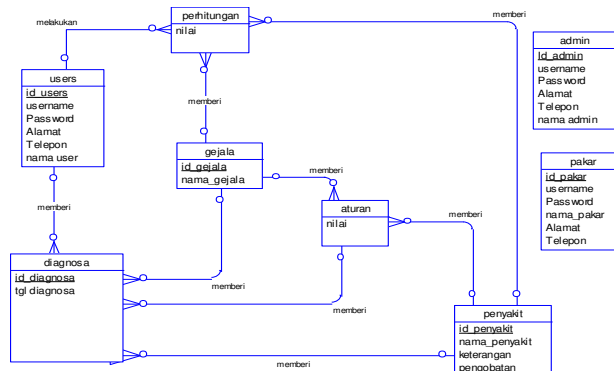 perhitungan
nilai
melakukan
memberi
users
id_users
username
Password
Alamat
Telepon
nama user
memberi
gejala
id_gejala
nama_gejala
memberi
aturan
nilai
memberi
memberi
diagnosa
id_diagnosa
tgl diagnosa
memberi
memberi
memberi
penyakit
id_penyakit
nama_penyakit
keterangan
pengobatan
admin
Id_admin
username
Password
Alamat
Telepon
nama admin
pakar
id_pakar
username
Password
nama_pakar
Alamat
Telepon